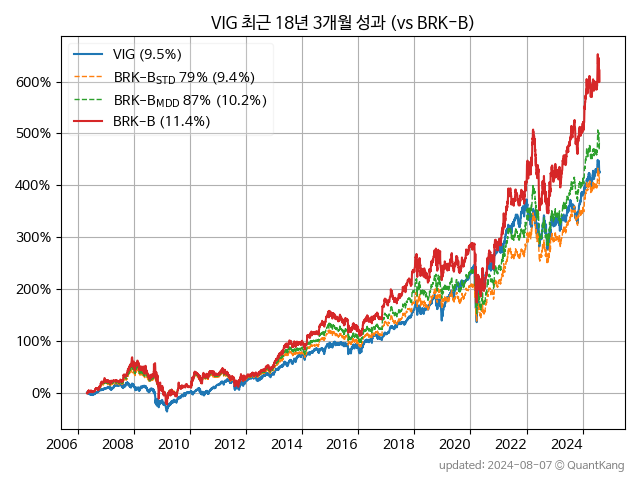 VIG 최근 18년 3개월 성과 (vs BRK-B)
VIG (9.5%)
BRK-BSTD 79% (9.4%)
BRK-BMDD 87% (10.2%)
BRK-B (11.4%)
600%
500%
400%
300%
200%
100%
0%
2006 2008 2010 2012 2014 2016 2018 2020 2022 2024
updated: 2024-08-07 © QuantKang